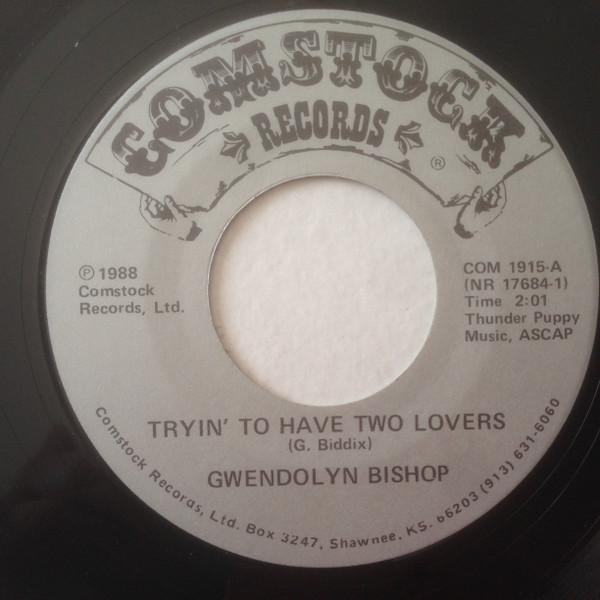 COMSTOCK
RECORDS
®
℗ 1988
Comstock
Records, Ltd.
COM 1915-A
(NR 17684-1)
Time 2:01
Thunder Puppy
Music, ASCAP
TRYIN' TO HAVE TWO LOVERS
(G. Biddix)
GWENDOLYN BISHOP
Comstock Records, Ltd. Box 3247, Shawnee, KS. 66203 (913) 631-6060